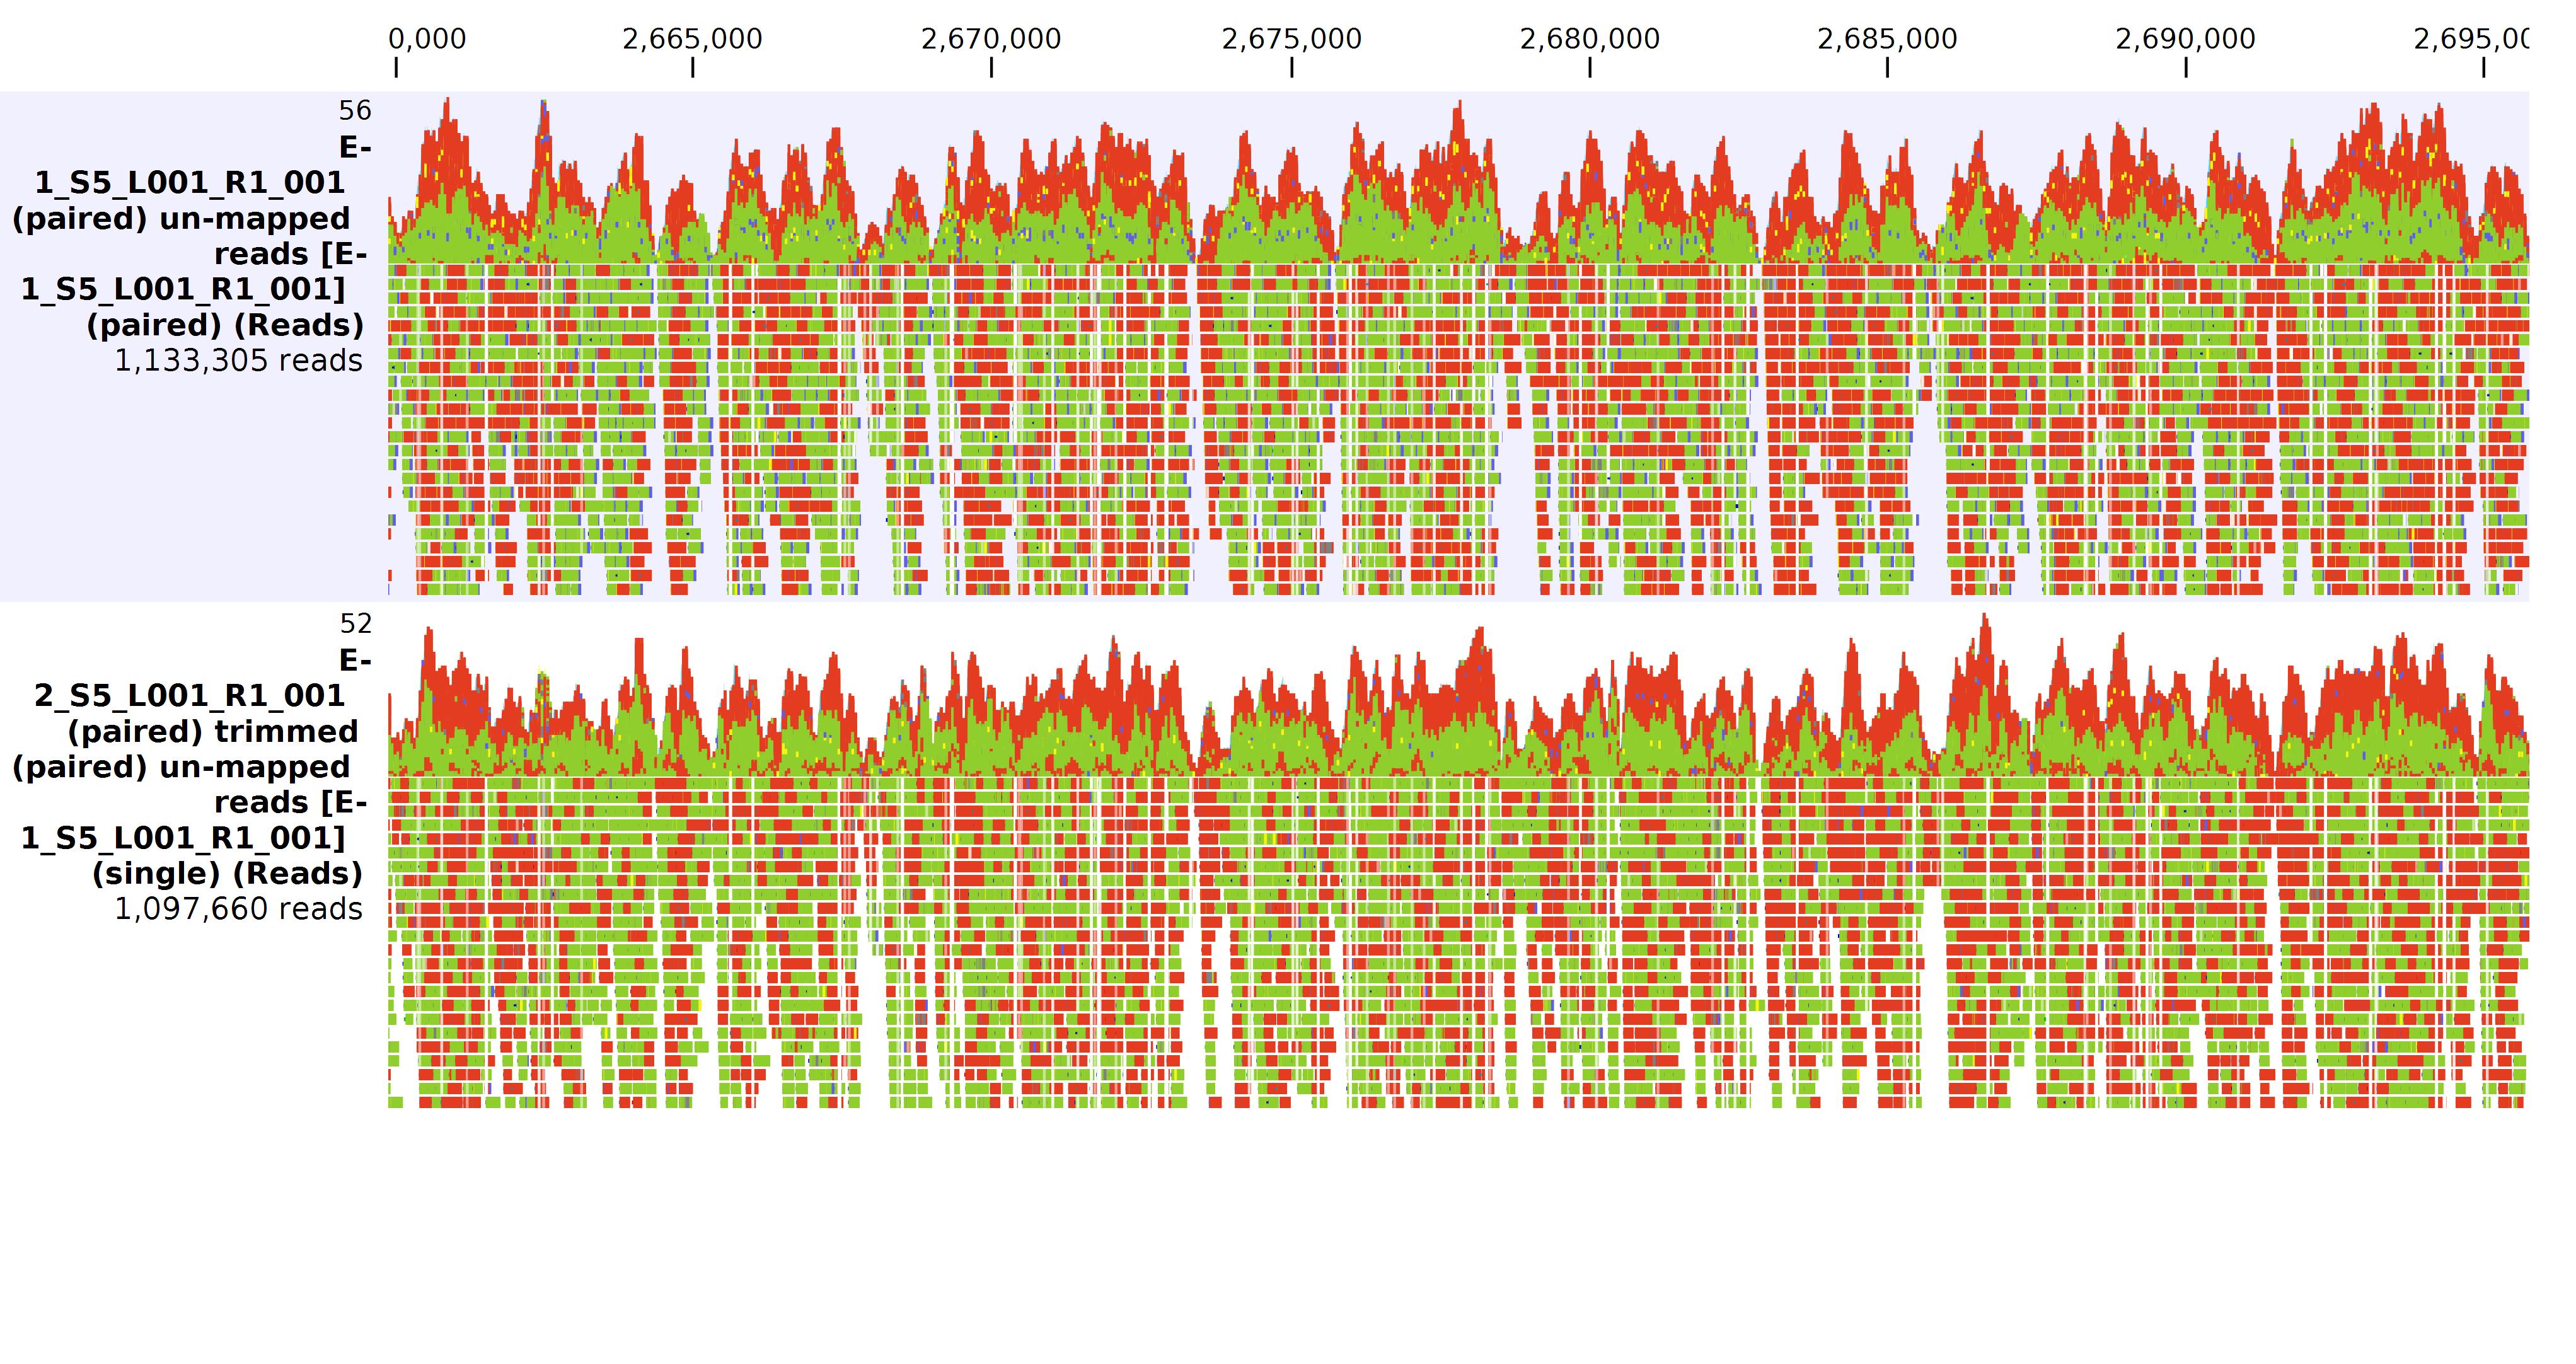 0,000 2,665,000 2,670,000 2,675,000 2,680,000 2,685,000 2,690,000 2,695,00
56
E-
1_S5_L001_R1_001
(paired) un-mapped
reads [E-
1_S5_L001_R1_001]
(paired) (Reads)
1,133,305 reads
52
E-
2_S5_L001_R1_001
(paired) trimmed
(paired) un-mapped
reads [E-
1_S5_L001_R1_001]
(single) (Reads)
1,097,660 reads